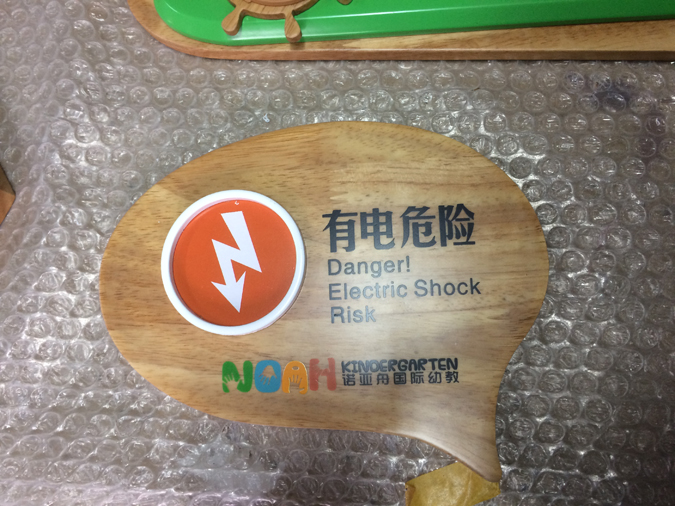 有电危险
Danger!
Electric Shock
Risk
NOAH KINDERGARTEN
诺亚舟国际幼教